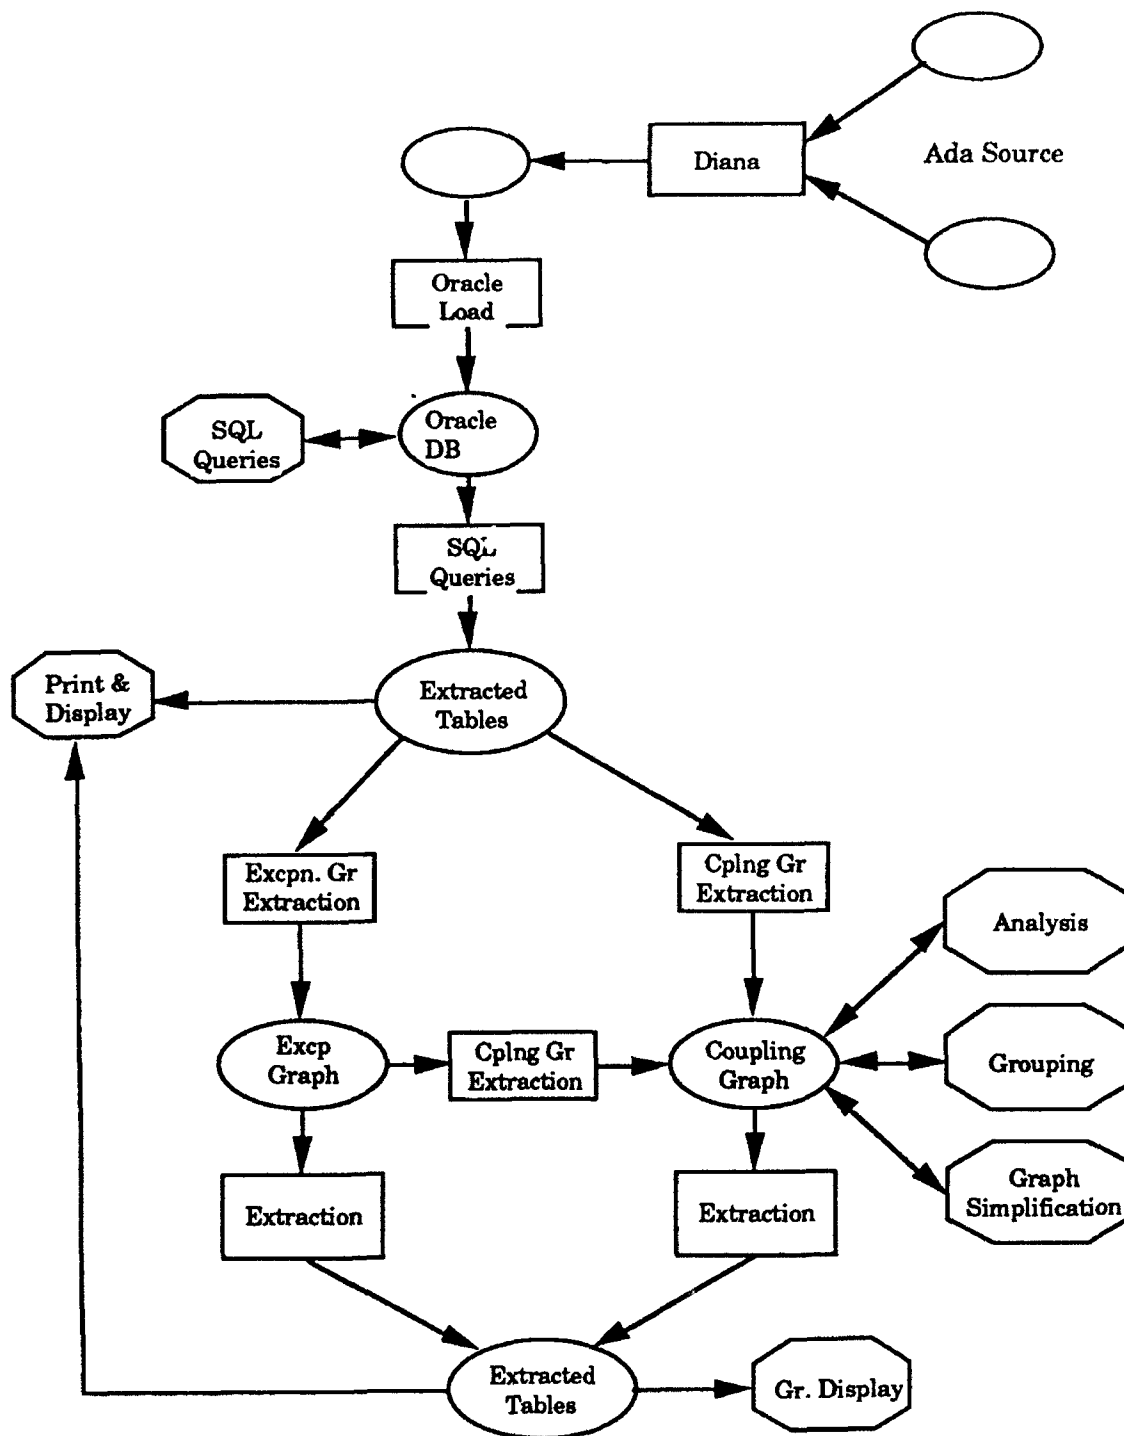 Diana
Ada Source
Oracle
Load
SQL
Queries
Oracle
DB
SQL
Queries
Print &
Display
Extracted
Tables
Excpn. Gr
Extraction
Cplng Gr
Extraction
Analysis
Excp
Graph
Cplng Gr
Extraction
Coupling
Graph
Grouping
Extraction
Extraction
Graph
Simplification
Extracted
Tables
Gr. Display